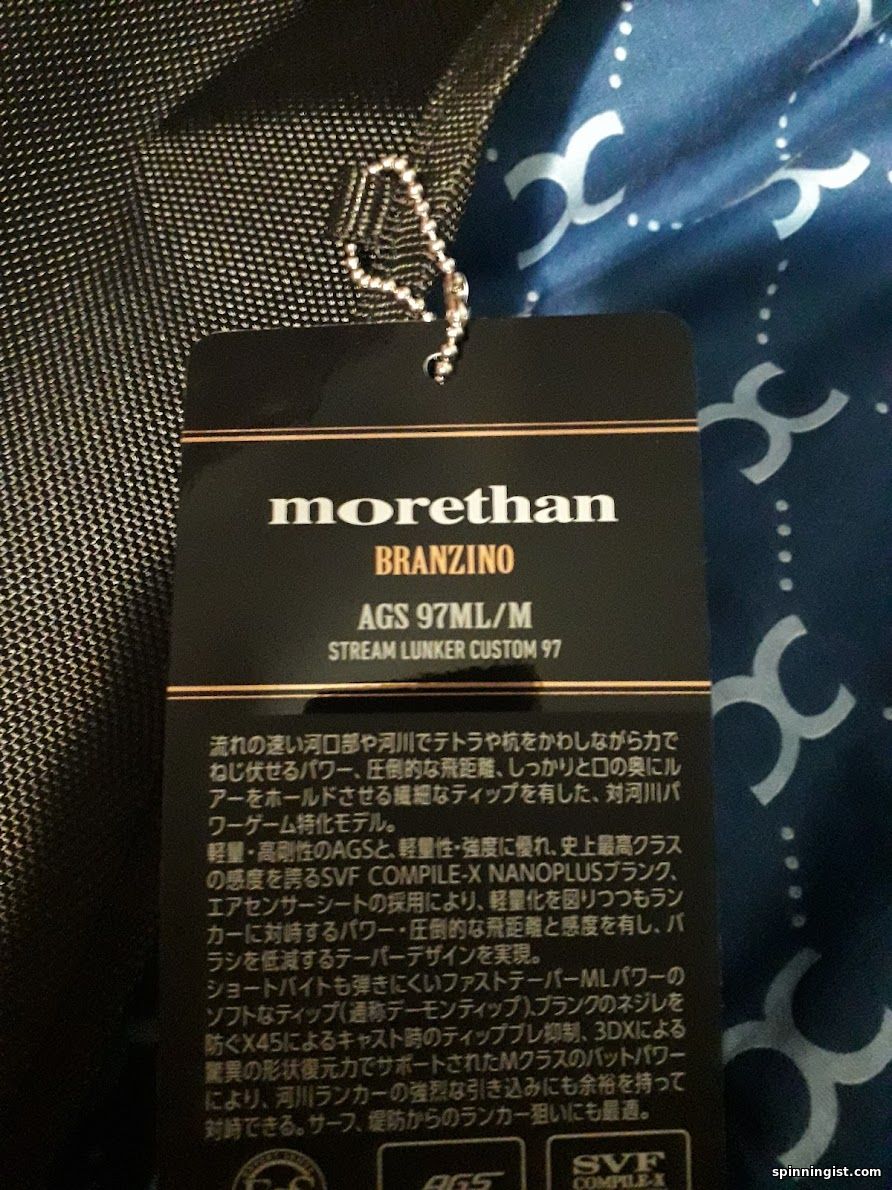 morethan
BRANZINO
AGS 97ML/M
STREAM LUNKER CUSTOM 97
流れの速い河口部や河川でテトラや杭をかわしながら力で
ねじ伏せるパワー、圧倒的な飛距離、しっかりと口の奥にル
アーをホールドさせる繊細なティップを有した、対河川パ
ワーゲーム特化モデル。
軽量・高剛性のAGSと、軽量性・強度に優れ、史上最高クラス
の感度を誇るSVF COMPILE-X NANOPLUSブランク、
エアセンサーシートの採用により、軽量化を図りつつもラン
カーに対峙するパワー・圧倒的な飛距離と感度を有し、バ
ラシを低減するテーパーデザインを実現。
ショートバイトも弾きにくいファストテーパーMLパワーの
ソフトなティップ(通称デーモンティップ)、ブランクのネジレを
防ぐX45によるキャスト時のティップブレ抑制、3DXによる
驚異の形状復元力でサポートされたMクラスのバットパワー
により、河川ランカーの強烈な引き込みにも余裕を持って
対峙できる。サーフ、堤防からのランカー狙いにも最適。
AGS
SVF
COMPILE-X
spinningist.com